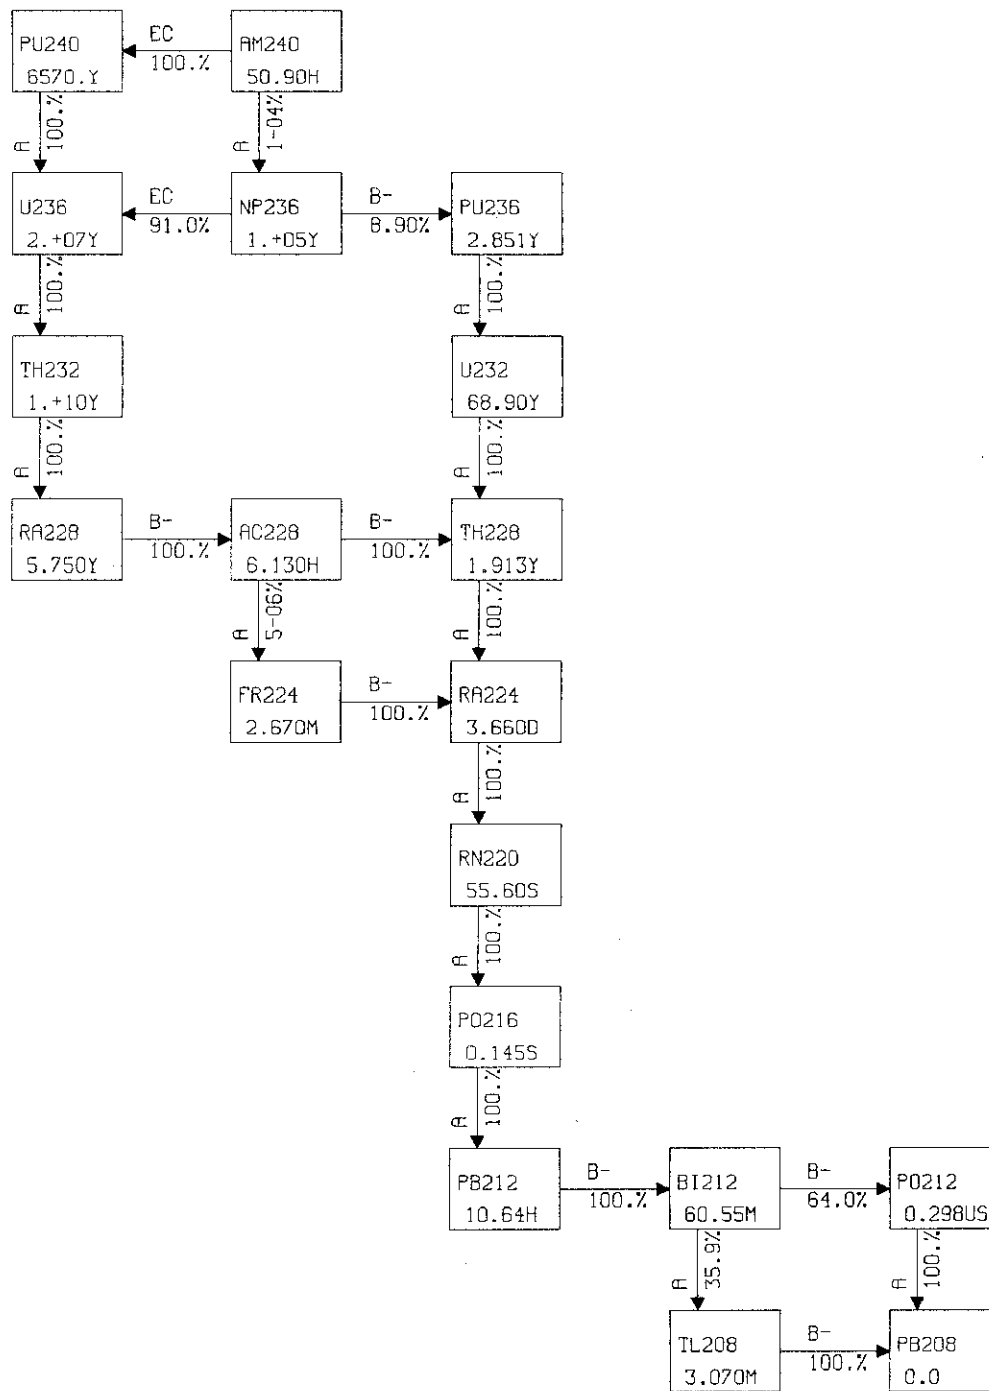 PU240
6570.Y
EC
100.%
AM240
50.90H
A
100.%
A
1-04%
U236
2.+07Y
EC
91.0%
NP236
1.+05Y
B-
8.90%
PU236
2.851Y
A
100.%
A
100.%
TH232
1.+10Y
U232
68.90Y
A
100.%
A
100.%
RA228
5.750Y
B-
100.%
AC228
6.130H
B-
100.%
TH228
1.913Y
A
5-06%
A
100.%
FR224
2.670M
B-
100.%
RA224
3.660D
A
100.%
RN220
55.60S
A
100.%
PO216
0.145S
A
100.%
PB212
10.64H
B-
100.%
BI212
60.55M
B-
64.0%
PO212
0.298US
A
35.9%
A
100.%
TL208
3.070M
B-
100.%
PB208
0.0